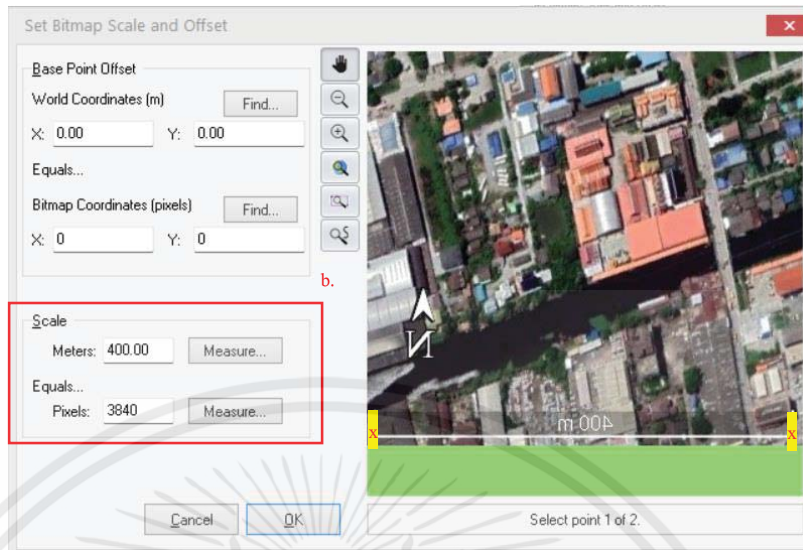 Set Bitmap Scale and Offset
Base Point Offset
World Coordinates (m)
Find...
X: 0.00 Y: 0.00
Equals...
Bitmap Coordinates (pixels)
Find...
X: 0 Y: 0
b.
Scale
Meters: 400.00 Measure...
Equals...
Pixels: 3840 Measure...
Cancel OK
N
400 m
x x
Select point 1 of 2.